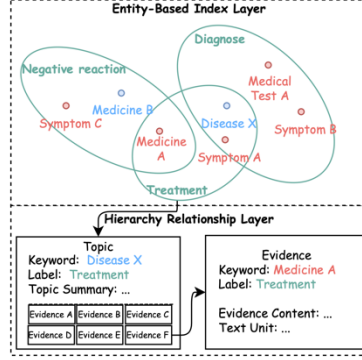 Entity-Based Index Layer
Diagnose
Negative reaction
Medical
Test A
Medicine B
Disease X
Symptom C
Symptom B
Medicine
A
Symptom A
Treatment
Hierarchy Relationship Layer
Topic
Keyword: Disease X
Label: Treatment
Topic Summary: ...
Evidence A Evidence B Evidence C
Evidence D Evidence E Evidence F
Evidence
Keyword: Medicine A
Label: Treatment
Evidence Content: ...
Text Unit: ...